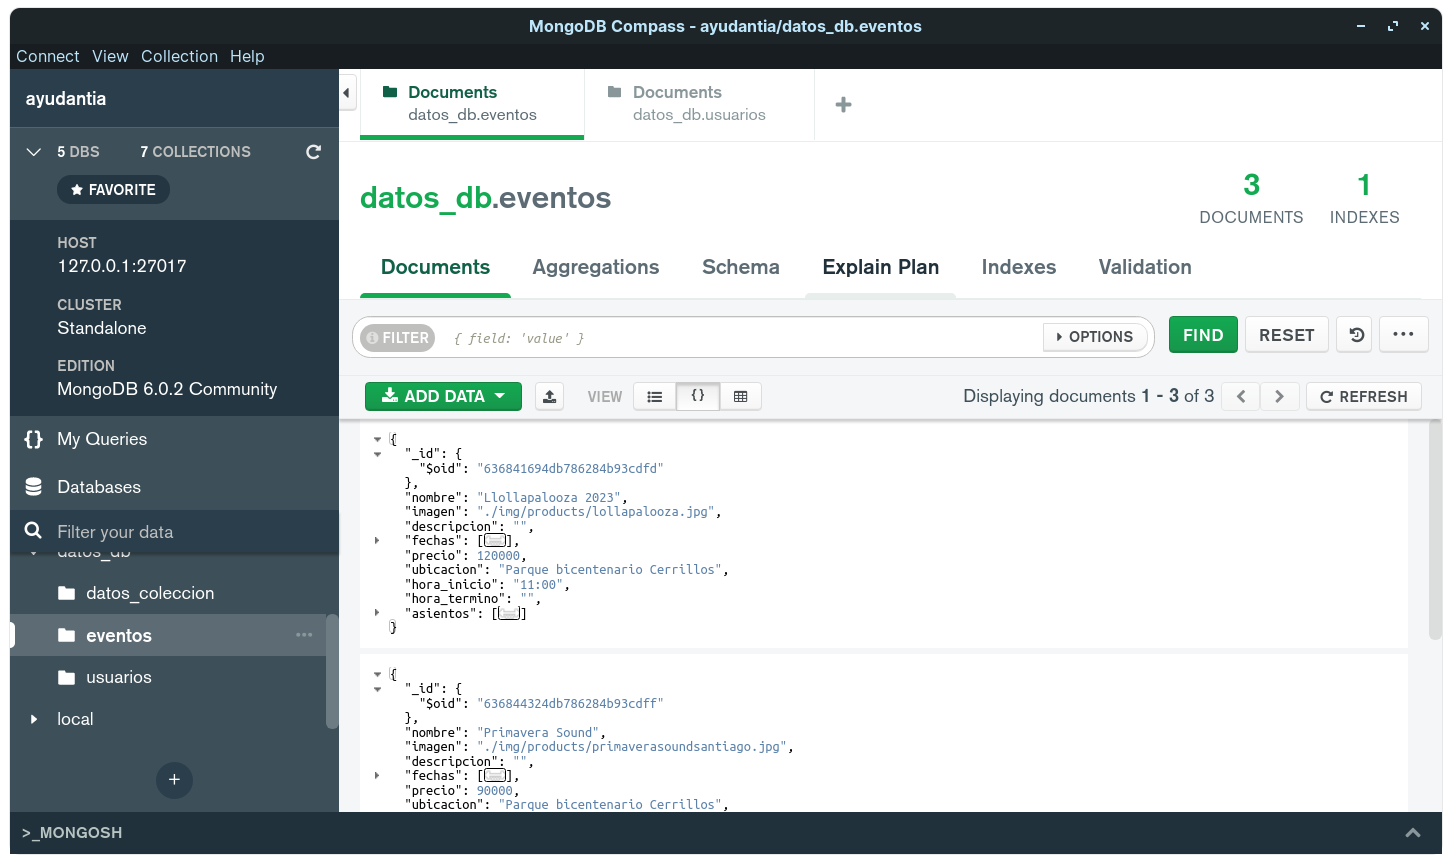 MongoDB Compass - ayudantia/datos_db.eventos
Connect View Collection Help
ayudantia
5 DBS 7 COLLECTIONS
FAVORITE
HOST
127.0.0.1:27017
CLUSTER
Standalone
EDITION
MongoDB 6.0.2 Community
{} My Queries
Databases
Filter your data
datos_db
datos_coleccion
eventos
usuarios
local
+
Documents
datos_db.eventos
Documents
datos_db.usuarios
+
datos_db.eventos
3
DOCUMENTS
1
INDEXES
Documents Aggregations Schema Explain Plan Indexes Validation
FILTER { field: 'value' } OPTIONS FIND RESET ...
ADD DATA VIEW {} Displaying documents 1 - 3 of 3 < > REFRESH
{
"_id": {
"$oid": "636841694db786284b93cdfd"
},
"nombre": "Llollapalooza 2023",
"imagen": "./img/products/lollapalooza.jpg",
"descripcion": "",
"fechas": [],
"precio": 120000,
"ubicacion": "Parque bicentenario Cerrillos",
"hora_inicio": "11:00",
"hora_termino": "",
"asientos": []
}
{
"_id": {
"$oid": "636844324db786284b93cdff"
},
"nombre": "Primavera Sound",
"imagen": "./img/products/primaverasoundsantiago.jpg",
"descripcion": "",
"fechas": [],
"precio": 90000,
"ubicacion": "Parque bicentenario Cerrillos",
>_MONGOSH